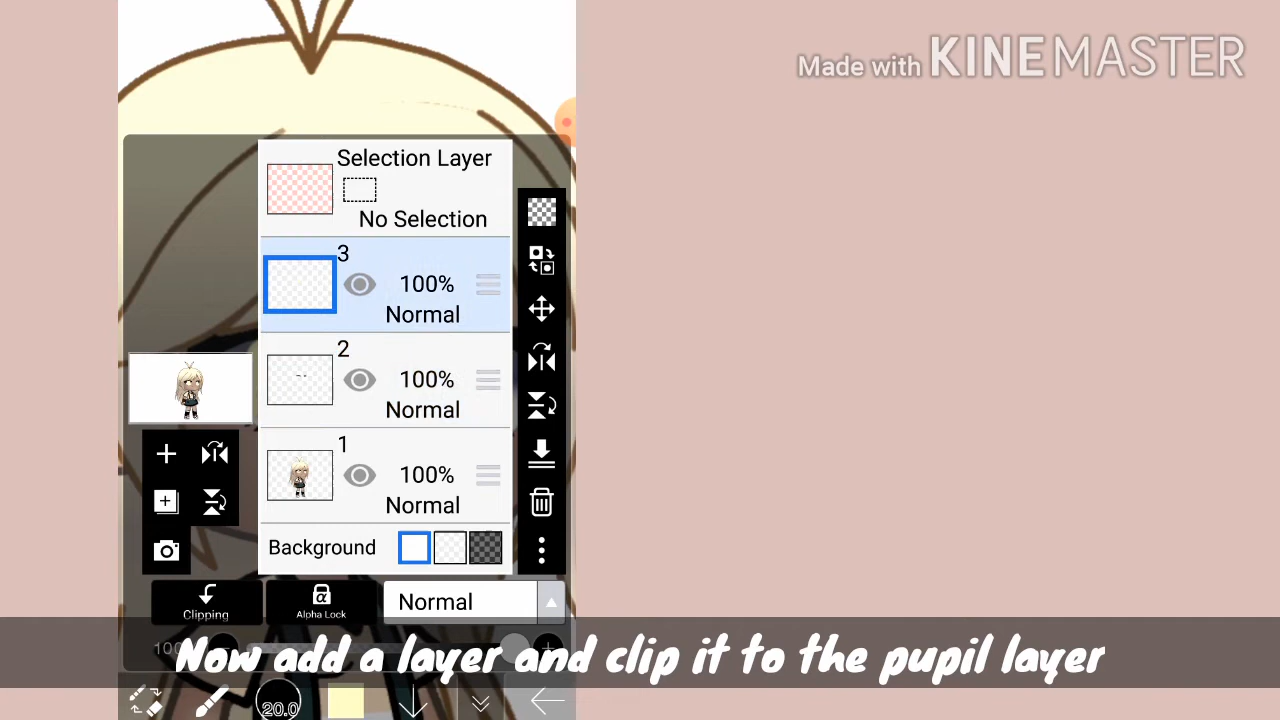 Made with KINEMASTER
Selection Layer
No Selection
3
100%
Normal
2
100%
Normal
1
100%
Normal
Background
Clipping
Alpha Lock
Normal
100
Now add a layer and clip it to the pupil layer
20.0